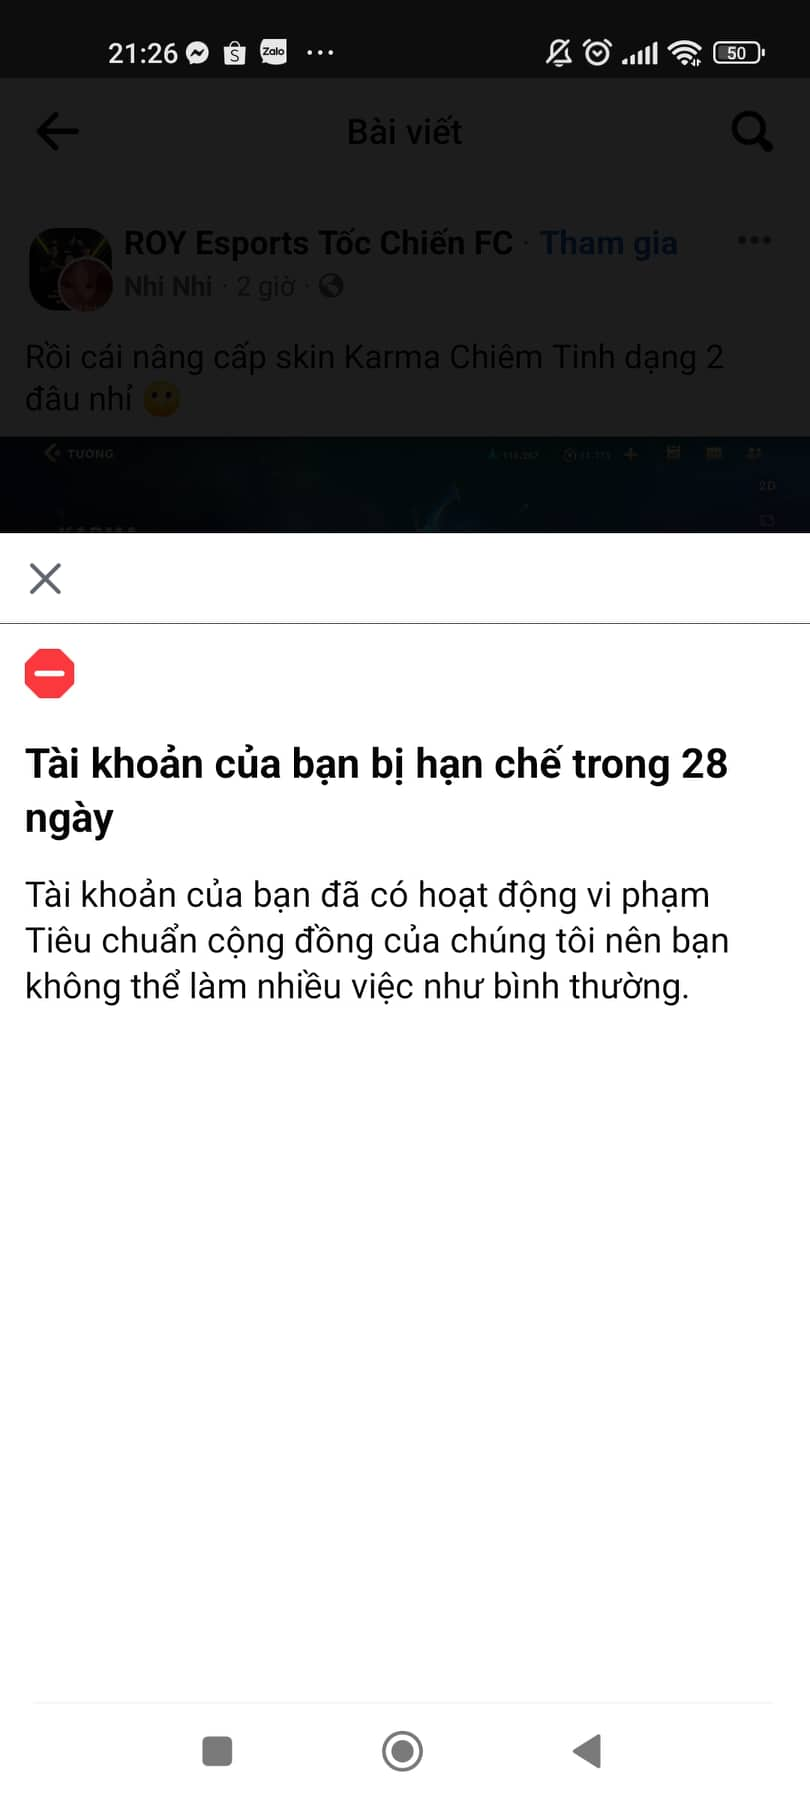 21:26 Zalo ...
50
Bài viết
ROY Esports Tốc Chiến FC · Tham gia
Nhi Nhi · 2 giờ ·
Rồi cái nâng cấp skin Karma Chiêm Tinh dạng 2
đâu nhỉ 😶
TƯỚNG
2D
Tài khoản của bạn bị hạn chế trong 28
ngày
Tài khoản của bạn đã có hoạt động vi phạm
Tiêu chuẩn cộng đồng của chúng tôi nên bạn
không thể làm nhiều việc như bình thường.